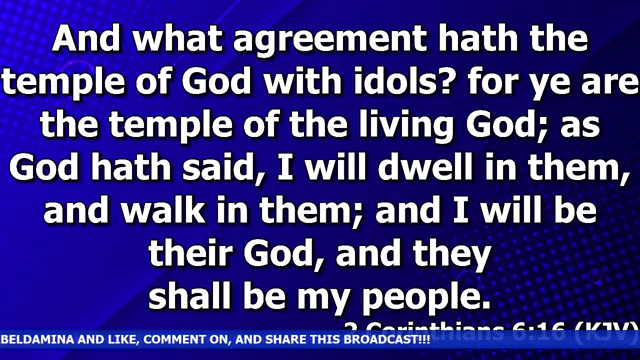 And what agreement hath the
temple of God with idols? for ye are
the temple of the living God; as
God hath said, I will dwell in them,
and walk in them; and I will be
their God, and they
shall be my people.
2 Corinthians 6:16 (KJV)
BELDAMINA AND LIKE, COMMENT ON, AND SHARE THIS BROADCAST!!!